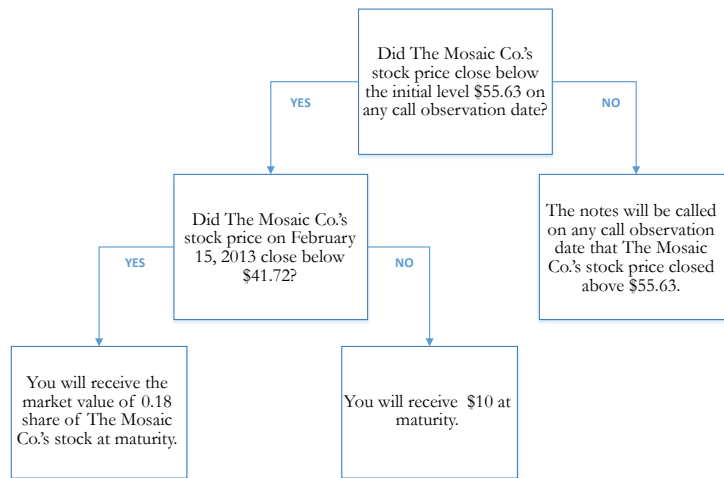 Did The Mosaic Co.'s
stock price close below
the initial level $55.63 on
any call observation date?
YES
NO
Did The Mosaic Co.'s
stock price on February
15, 2013 close below
$41.72?
The notes will be called
on any call observation
date that The Mosaic
Co.'s stock price closed
above $55.63.
YES
NO
You will receive the
market value of 0.18
share of The Mosaic
Co.'s stock at maturity.
You will receive $10 at
maturity.